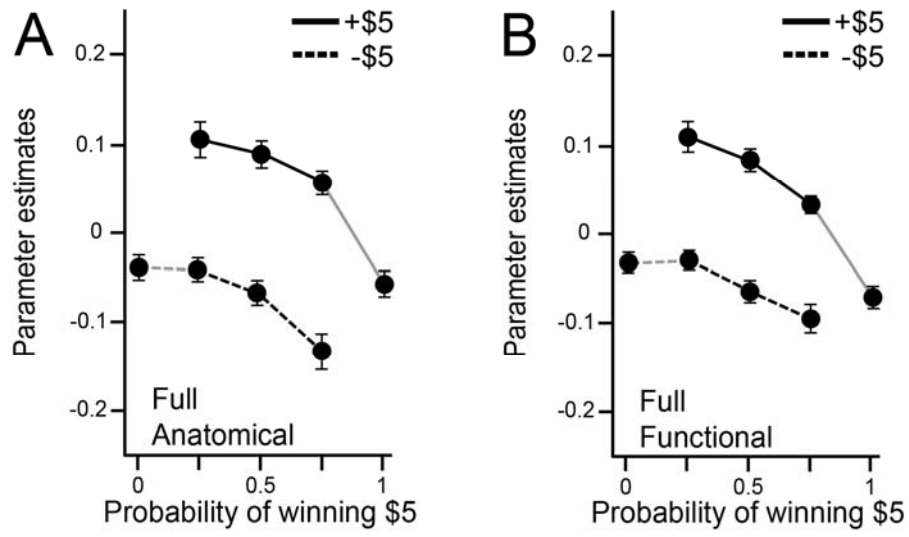 A
+$5
-$5
Parameter estimates
0.2
0.1
0
-0.1
-0.2
Full
Anatomical
0
0.5
1
Probability of winning $5
B
+$5
-$5
Parameter estimates
0.2
0.1
0
-0.1
-0.2
Full
Functional
0
0.5
1
Probability of winning $5